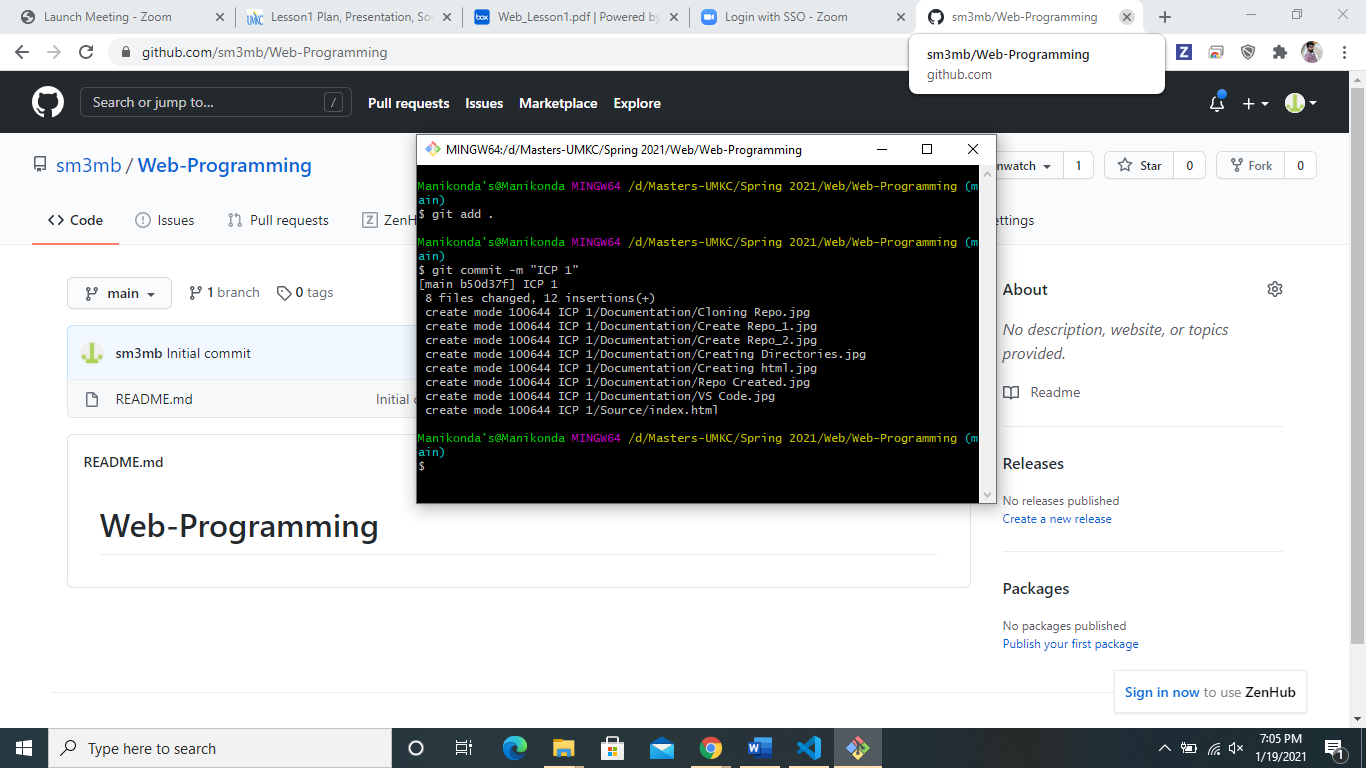 Launch Meeting - Zoom
Lesson1 Plan, Presentation, So
Web_Lesson1.pdf | Powered by
Login with SSO - Zoom
sm3mb/Web-Programming
github.com/sm3mb/Web-Programming
sm3mb/Web-Programming
github.com
Search or jump to...
/
Pull requests
Issues
Marketplace
Explore
sm3mb / Web-Programming
nwatch
1
Star
0
Fork
0
Code
Issues
Pull requests
ZenH
ettings
MINGW64:/d/Masters-UMKC/Spring 2021/Web/Web-Programming
Manikonda's@Manikonda MINGW64 /d/Masters-UMKC/Spring 2021/Web/Web-Programming (m
ain)
$ git add .
Manikonda's@Manikonda MINGW64 /d/Masters-UMKC/Spring 2021/Web/Web-Programming (m
ain)
$ git commit -m "ICP 1"
[main b50d37f] ICP 1
8 files changed, 12 insertions(+)
create mode 100644 ICP 1/Documentation/Cloning Repo.jpg
create mode 100644 ICP 1/Documentation/Create Repo_1.jpg
create mode 100644 ICP 1/Documentation/Create Repo_2.jpg
create mode 100644 ICP 1/Documentation/Creating Directories.jpg
create mode 100644 ICP 1/Documentation/Creating html.jpg
create mode 100644 ICP 1/Documentation/Repo Created.jpg
create mode 100644 ICP 1/Documentation/VS Code.jpg
create mode 100644 ICP 1/Source/index.html
Manikonda's@Manikonda MINGW64 /d/Masters-UMKC/Spring 2021/Web/Web-Programming (m
ain)
$
main
1 branch
0 tags
sm3mb Initial commit
README.md
Initial c
README.md
Web-Programming
About
No description, website, or topics
provided.
Readme
Releases
No releases published
Create a new release
Packages
No packages published
Publish your first package
Sign in now to use ZenHub
Type here to search
7:05 PM
1/19/2021
1